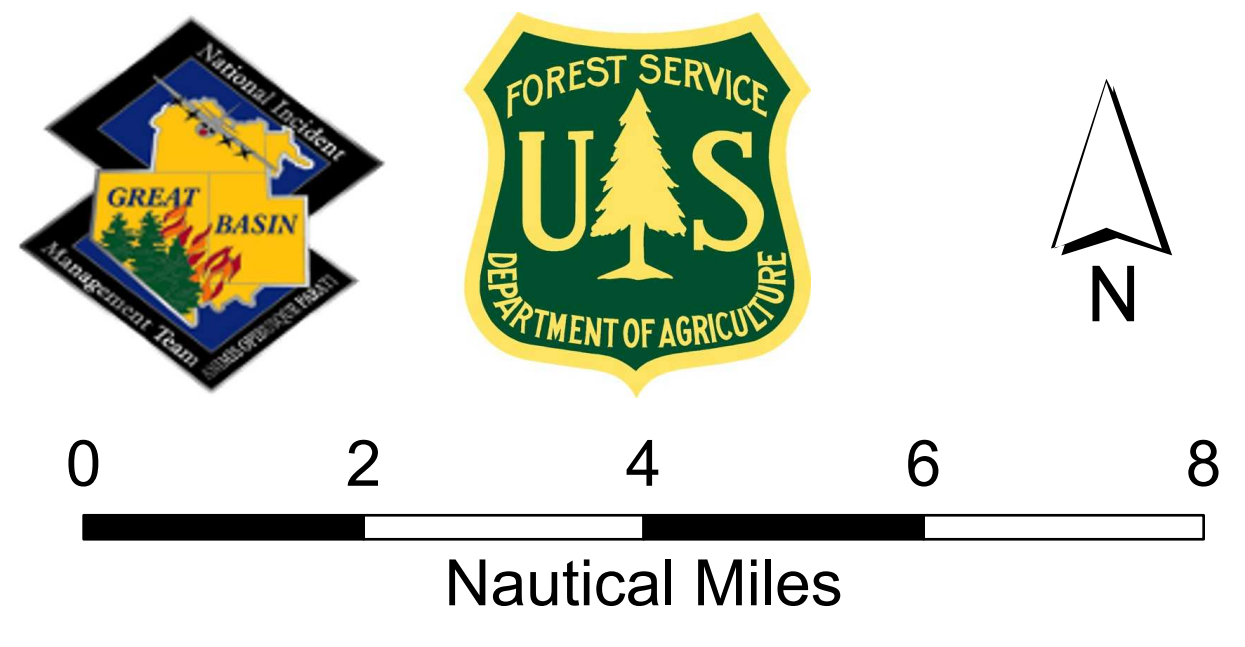 National Incident
GREAT
BASIN
Management Team
FOREST SERVICE
U S
DEPARTMENT OF AGRICULTURE
N
0 2 4 6 8
Nautical Miles